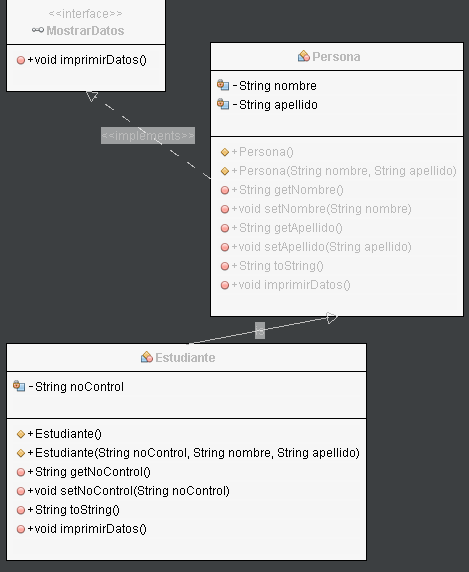 <<interface>>
MostrarDatos
+void imprimirDatos()
<<implements>>
Persona
-String nombre
-String apellido
+Persona()
+Persona(String nombre, String apellido)
+String getNombre()
+void setNombre(String nombre)
+String getApellido()
+void setApellido(String apellido)
+String toString()
+void imprimirDatos()
Estudiante
-String noControl
+Estudiante()
+Estudiante(String noControl, String nombre, String apellido)
+String getNoControl()
+void setNoControl(String noControl)
+String toString()
+void imprimirDatos()